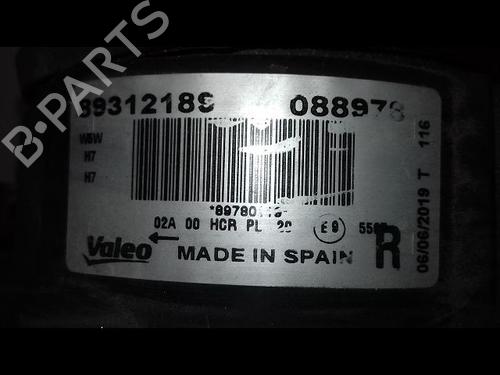 B-PARTS
89312189 088978
W5W
H7
H7
02A 00 HCR PL 20 E9
Valeo MADE IN SPAIN R
06/06/2019 T 116